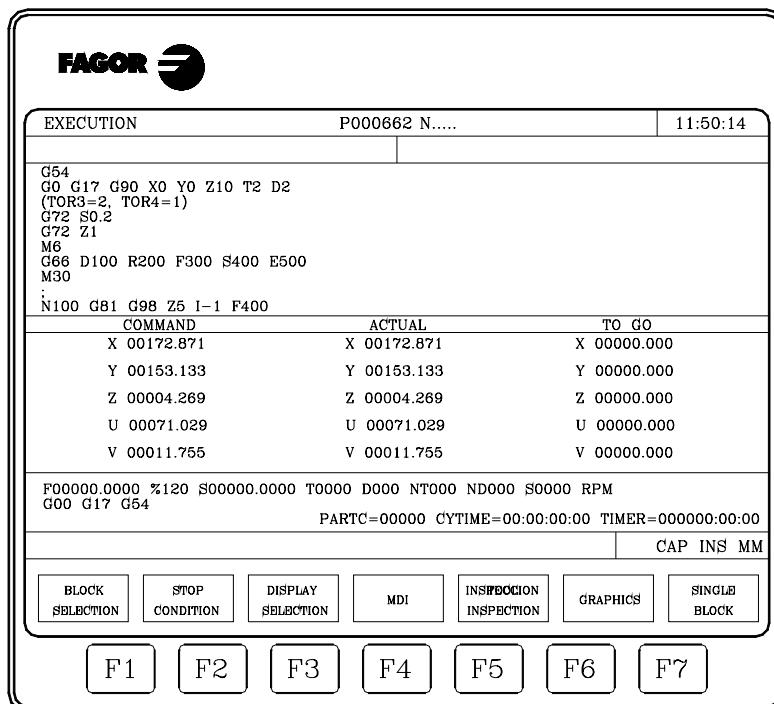 FAGOR
EXECUTION P000662 N..... 11:50:14
G54
G0 G17 G90 X0 Y0 Z10 T2 D2
(TOR3=2, TOR4=1)
G72 S0.2
G72 Z1
M6
G66 D100 R200 F300 S400 E500
M30
;
N100 G81 G98 Z5 I-1 F400
COMMAND ACTUAL TO GO
X 00172.871 X 00172.871 X 00000.000
Y 00153.133 Y 00153.133 Y 00000.000
Z 00004.269 Z 00004.269 Z 00000.000
U 00071.029 U 00071.029 U 00000.000
V 00011.755 V 00011.755 V 00000.000
F00000.0000 %120 S00000.0000 T0000 D000 NT000 ND000 S0000 RPM
G00 G17 G54
PARTC=00000 CYTIME=00:00:00:00 TIMER=000000:00:00
CAP INS MM
BLOCK SELECTION
STOP CONDITION
DISPLAY SELECTION
MDI
INSPECTION
GRAPHICS
SINGLE BLOCK
F1 F2 F3 F4 F5 F6 F7